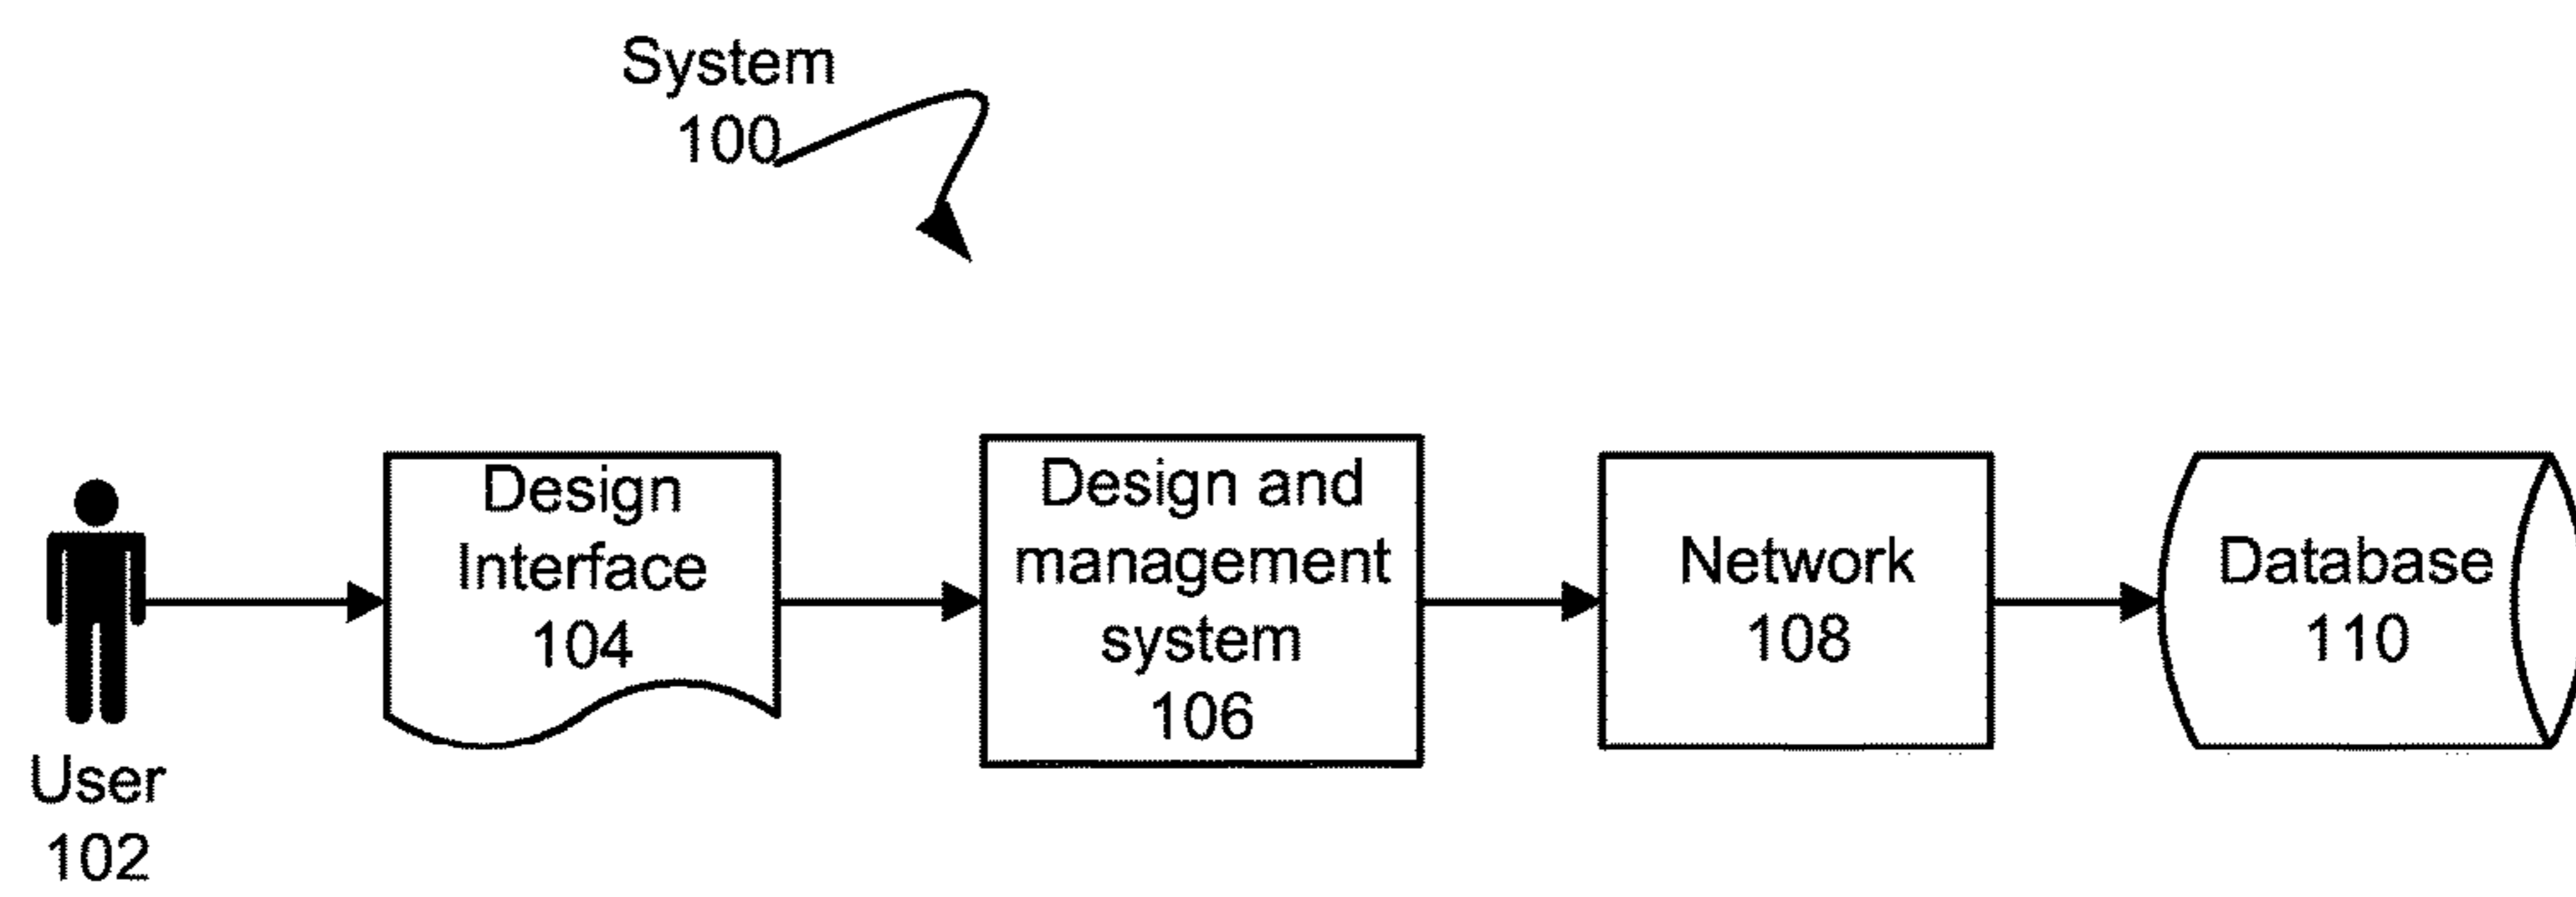 System
100
User
102
Design
Interface
104
Design and
management
system
106
Network
108
Database
110